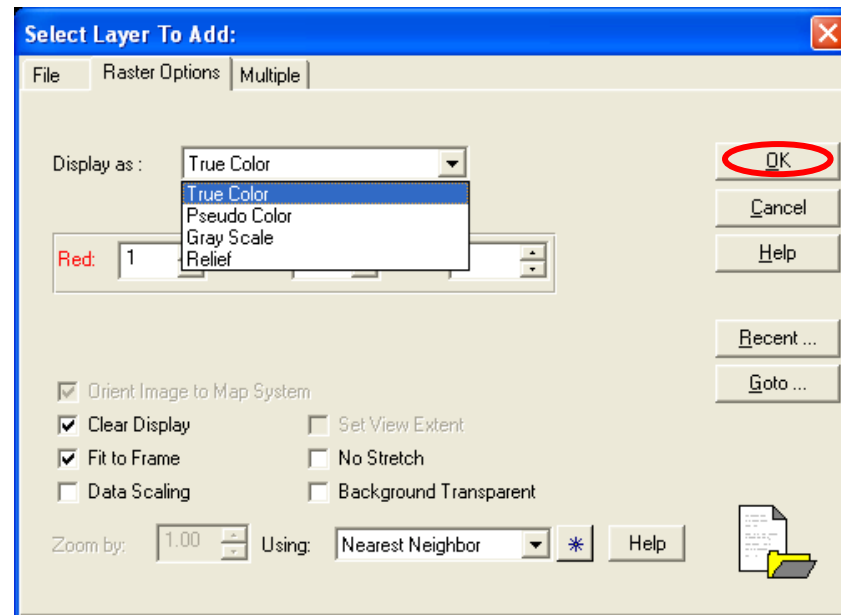 Select Layer To Add:
File Raster Options Multiple
Display as : True Color
True Color
Pseudo Color
Gray Scale
Relief
Red: 1
OK
Cancel
Help
Recent ...
Goto ...
Orient Image to Map System
Clear Display Set View Extent
Fit to Frame No Stretch
Data Scaling Background Transparent
Zoom by: 1.00 Using: Nearest Neighbor Help